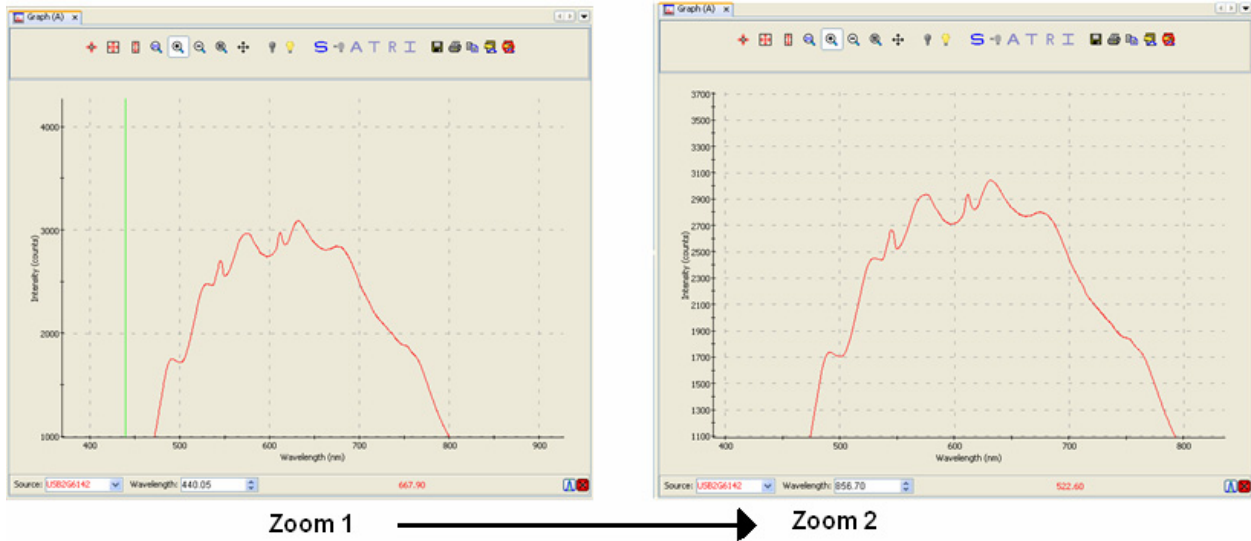 Graph (A) x
S A T R I
4000
3000
2000
1000
Intensity (counts)
400 500 600 700 800 900
Wavelength (nm)
Source: USB2G6142 Wavelength: 440.05 667.90
Graph (A) x
S A T R I
3700
3500
3300
3100
2900
2700
2500
2300
2100
1900
1700
1500
1300
1100
Intensity (counts)
400 500 600 700 800
Wavelength (nm)
Source: USB2G6142 Wavelength: 856.70 522.60
Zoom 1 Zoom 2